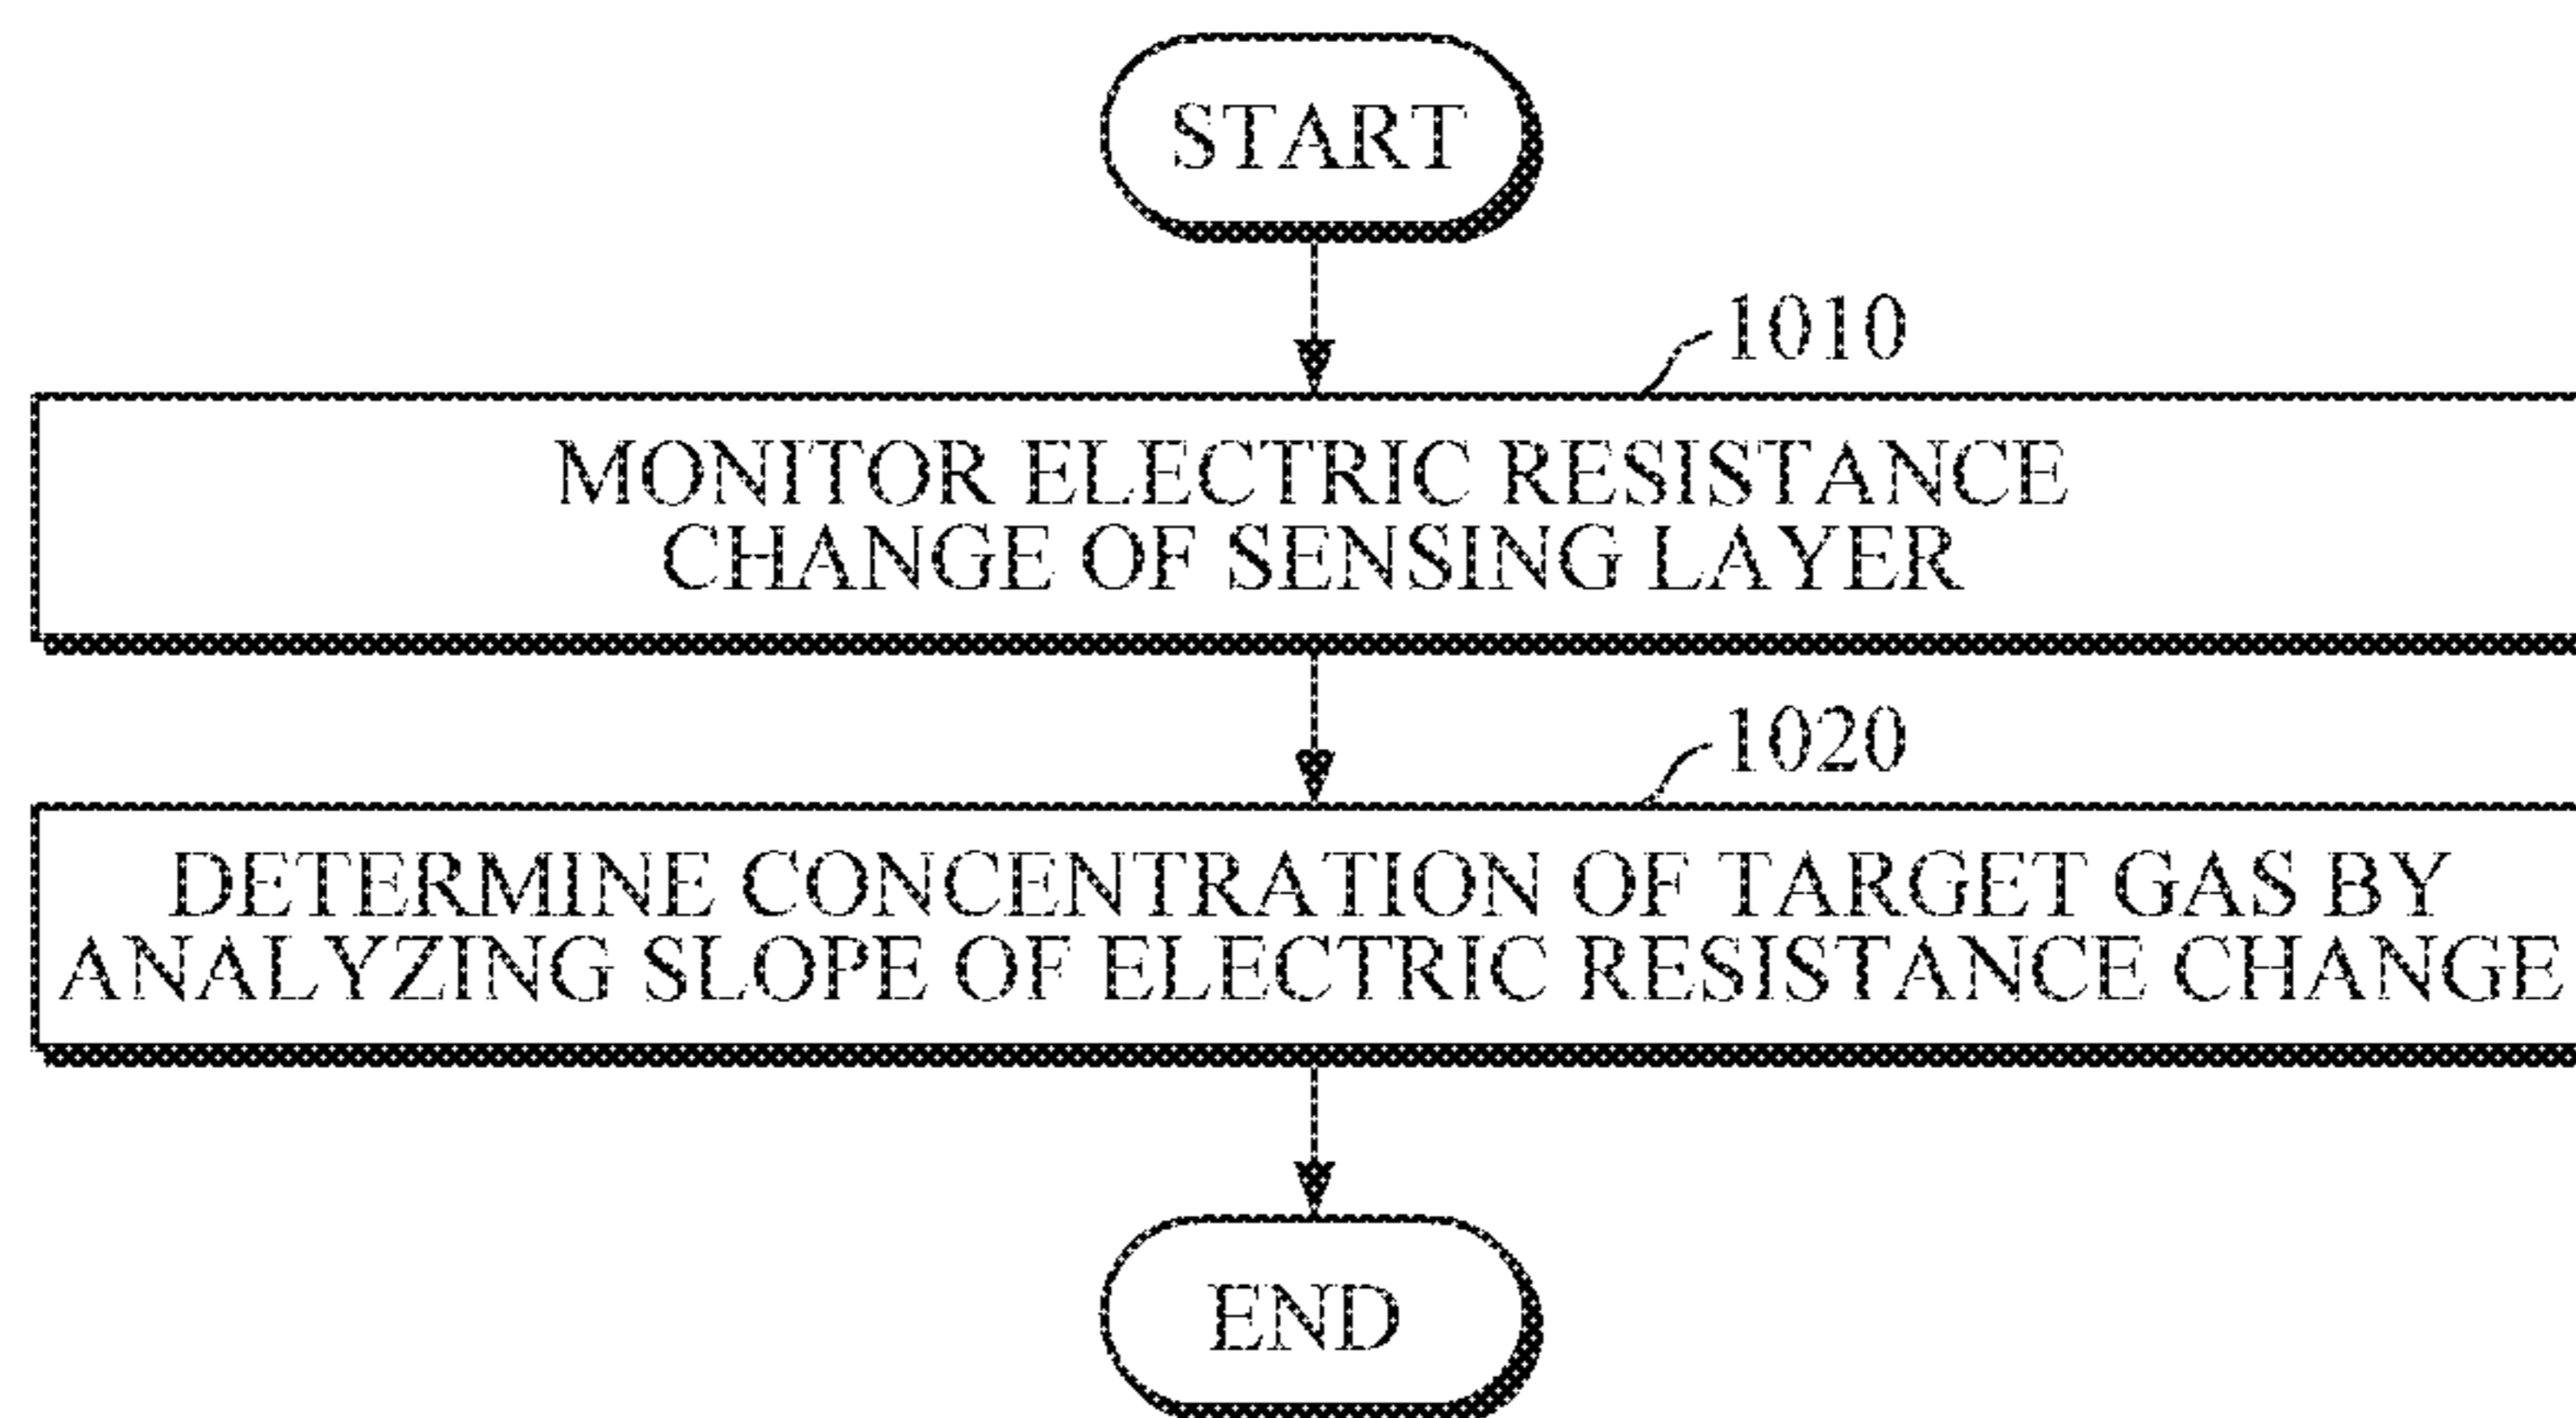 START
1010
MONITOR ELECTRIC RESISTANCE
CHANGE OF SENSING LAYER
1020
DETERMINE CONCENTRATION OF TARGET GAS BY
ANALYZING SLOPE OF ELECTRIC RESISTANCE CHANGE
END